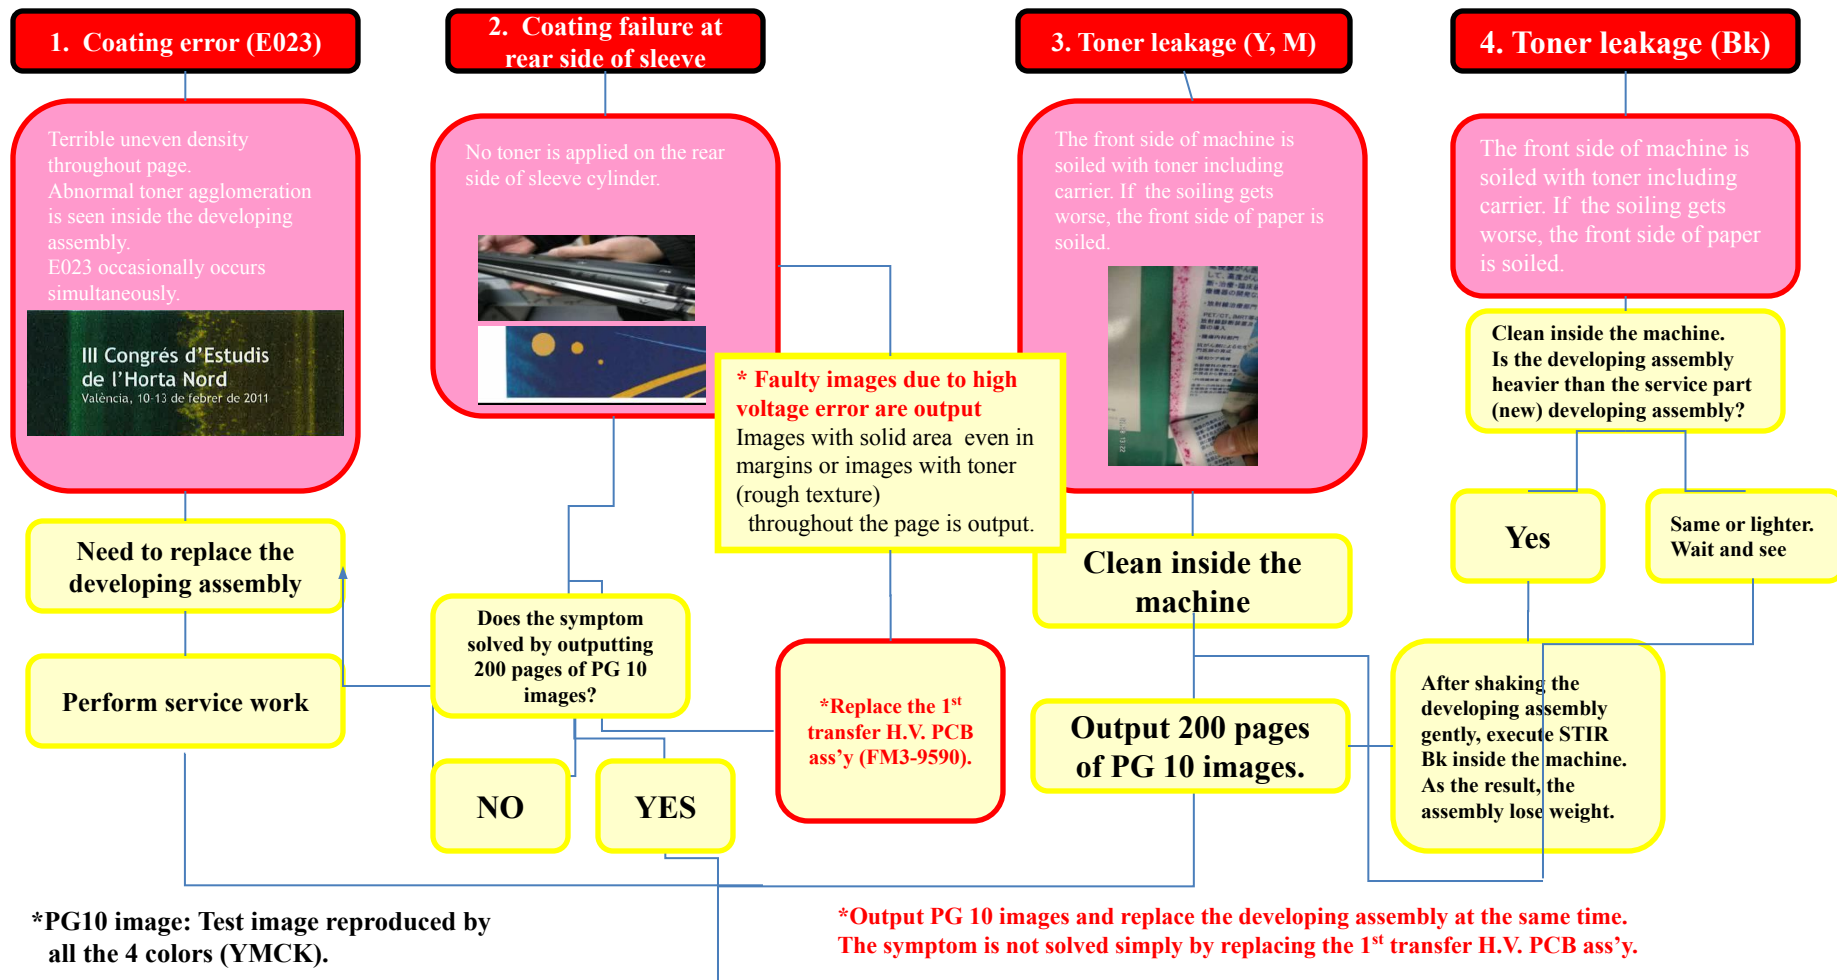 1. Coating error (E023)
2. Coating failure at
rear side of sleeve
3. Toner leakage (Y, M)
4. Toner leakage (Bk)
Terrible uneven density
throughout page.
Abnormal toner agglomeration
is seen inside the developing
assembly.
E023 occasionally occurs
simultaneously.
III Congrés d'Estudis
de l'Horta Nord
València, 10-13 de febrer de 2011
No toner is applied on the rear
side of sleeve cylinder.
The front side of machine is
soiled with toner including
carrier. If the soiling gets
worse, the front side of paper is
soiled.
The front side of machine is
soiled with toner including
carrier. If the soiling gets
worse, the front side of paper
is soiled.
* Faulty images due to high
voltage error are output
Images with solid area even in
margins or images with toner
(rough texture)
throughout the page is output.
Clean inside the machine.
Is the developing assembly
heavier than the service part
(new) developing assembly?
Yes
Same or lighter.
Wait and see
Need to replace the
developing assembly
Does the symptom
solved by outputting
200 pages of PG 10
images?
Clean inside the
machine
Perform service work
*Replace the 1st
transfer H.V. PCB
ass'y (FM3-9590).
Output 200 pages
of PG 10 images.
After shaking the
developing assembly
gently, execute STIR
Bk inside the machine.
As the result, the
assembly lose weight.
NO
YES
*PG10 image: Test image reproduced by
all the 4 colors (YMCK).
*Output PG 10 images and replace the developing assembly at the same time.
The symptom is not solved simply by replacing the 1st transfer H.V. PCB ass'y.